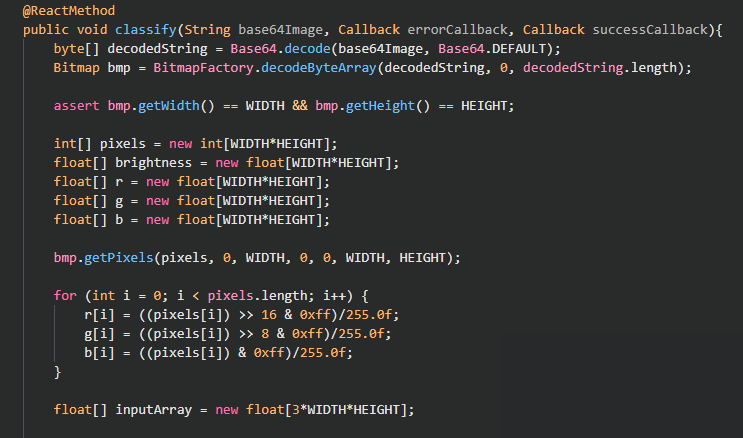 @ReactMethod
public void classify(String base64Image, Callback errorCallback, Callback successCallback){
    byte[] decodedString = Base64.decode(base64Image, Base64.DEFAULT);
    Bitmap bmp = BitmapFactory.decodeByteArray(decodedString, 0, decodedString.length);
    assert bmp.getWidth() == WIDTH && bmp.getHeight() == HEIGHT;
    int[] pixels = new int[WIDTH*HEIGHT];
    float[] brightness = new float[WIDTH*HEIGHT];
    float[] r = new float[WIDTH*HEIGHT];
    float[] g = new float[WIDTH*HEIGHT];
    float[] b = new float[WIDTH*HEIGHT];
    bmp.getPixels(pixels, 0, WIDTH, 0, 0, WIDTH, HEIGHT);
    for (int i = 0; i < pixels.length; i++) {
        r[i] = ((pixels[i]) >> 16 & 0xff)/255.0f;
        g[i] = ((pixels[i]) >> 8 & 0xff)/255.0f;
        b[i] = ((pixels[i]) & 0xff)/255.0f;
    }
    float[] inputArray = new float[3*WIDTH*HEIGHT];